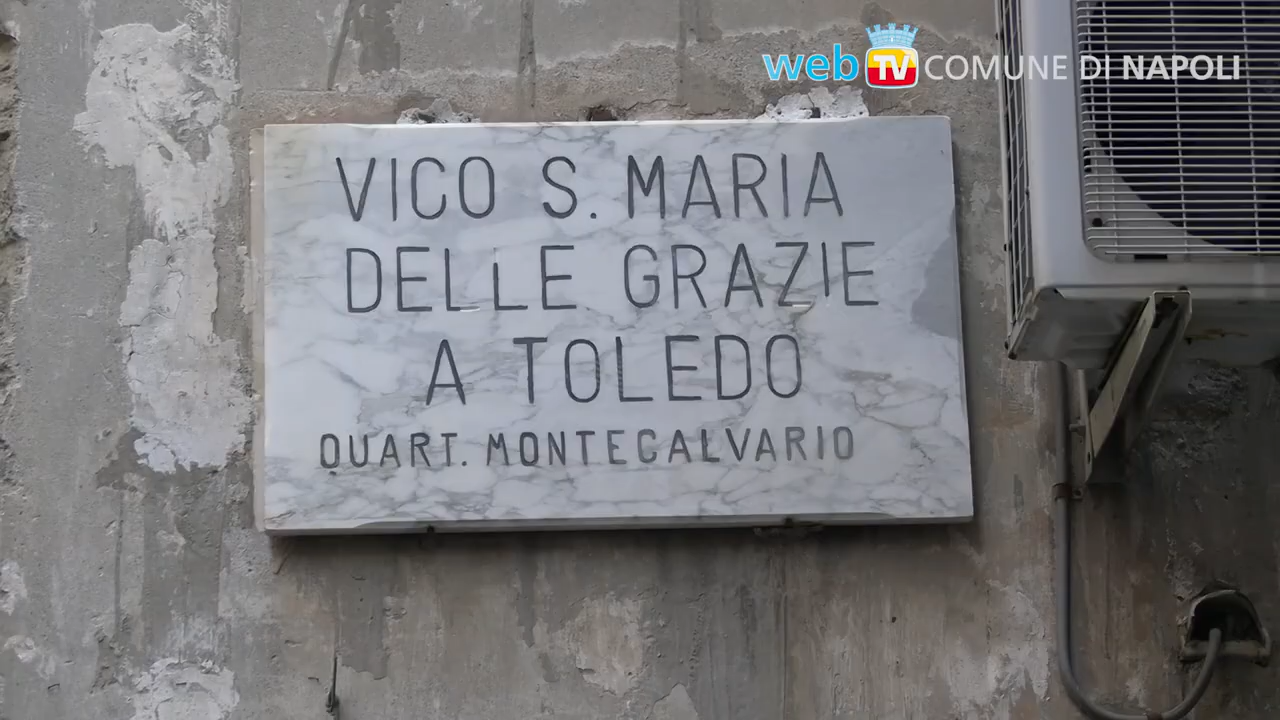 web TV COMUNE DI NAPOLI
VICO S. MARIA
DELLE GRAZIE
A TOLEDO
QUART. MONTECALVARIO